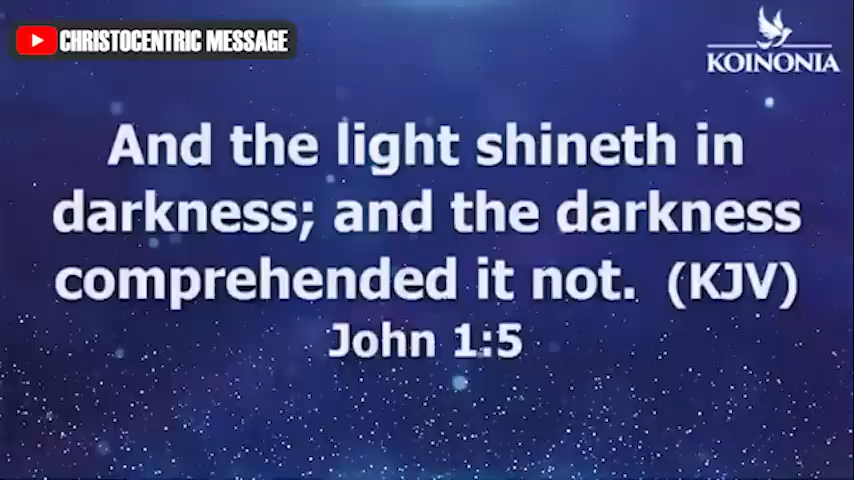 CHRISTOCENTRIC MESSAGE
KOINONIA
And the light shineth in
darkness; and the darkness
comprehended it not. (KJV)
John 1:5